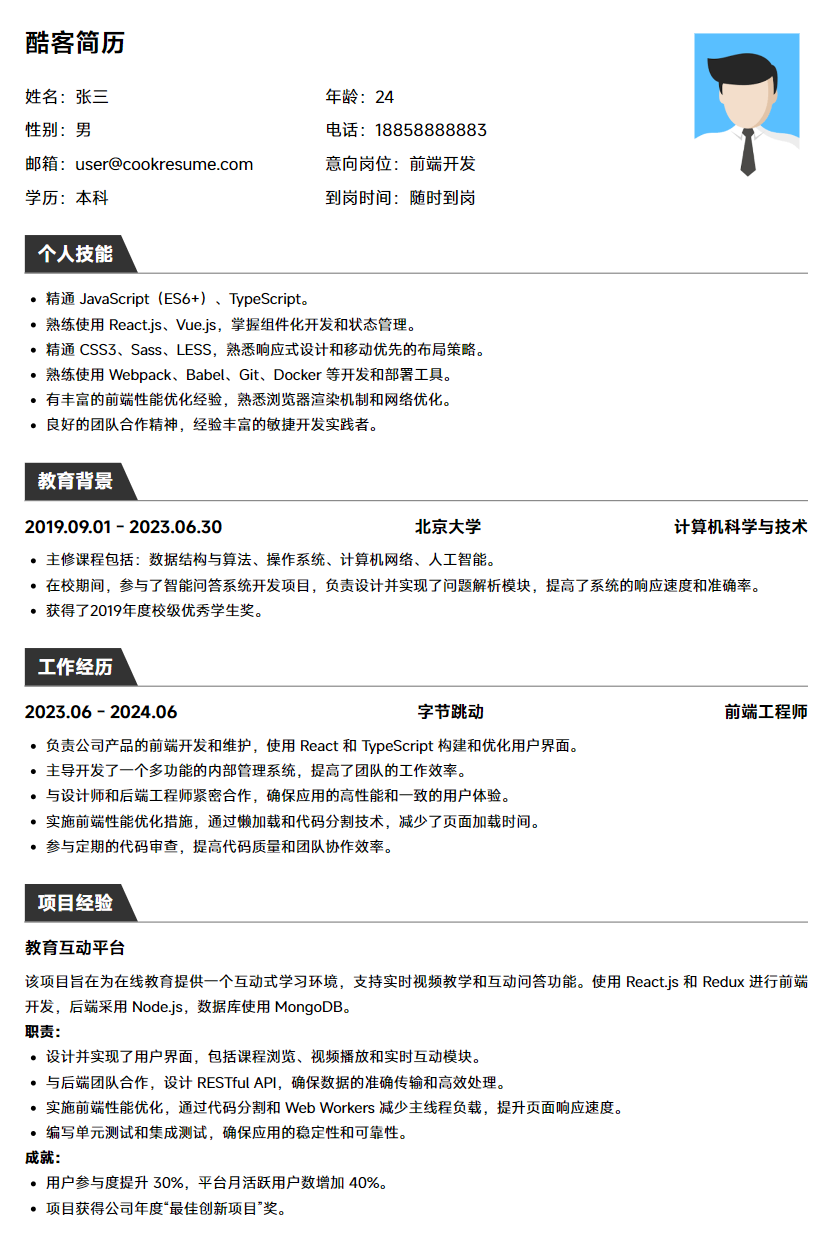 酷客简历
姓名：张三 年龄：24
性别：男 电话：18858888883
邮箱：user@cookresume.com 意向岗位：前端开发
学历：本科 到岗时间：随时到岗
个人技能
• 精通 JavaScript（ES6+）、TypeScript。
• 熟练使用 React.js、Vue.js，掌握组件化开发和状态管理。
• 精通 CSS3、Sass、LESS，熟悉响应式设计和移动优先的布局策略。
• 熟练使用 Webpack、Babel、Git、Docker 等开发和部署工具。
• 有丰富的前端性能优化经验，熟悉浏览器渲染机制和网络优化。
• 良好的团队合作精神，经验丰富的敏捷开发实践者。
教育背景
2019.09.01 - 2023.06.30 北京大学 计算机科学与技术
• 主修课程包括：数据结构与算法、操作系统、计算机网络、人工智能。
• 在校期间，参与了智能问答系统开发项目，负责设计并实现了问题解析模块，提高了系统的响应速度和准确率。
• 获得了2019年度校级优秀学生奖。
工作经历
2023.06 - 2024.06 字节跳动 前端工程师
• 负责公司产品的前端开发和维护，使用 React 和 TypeScript 构建和优化用户界面。
• 主导开发了一个多功能的内部管理系统，提高了团队的工作效率。
• 与设计师和后端工程师紧密合作，确保应用的高性能和一致的用户体验。
• 实施前端性能优化措施，通过懒加载和代码分割技术，减少了页面加载时间。
• 参与定期的代码审查，提高代码质量和团队协作效率。
项目经验
教育互动平台
该项目旨在为在线教育提供一个互动式学习环境，支持实时视频教学和互动问答功能。使用 React.js 和 Redux 进行前端
开发，后端采用 Node.js，数据库使用 MongoDB。
职责：
• 设计并实现了用户界面，包括课程浏览、视频播放和实时互动模块。
• 与后端团队合作，设计 RESTful API，确保数据的准确传输和高效处理。
• 实施前端性能优化，通过代码分割和 Web Workers 减少主线程负载，提升页面响应速度。
• 编写单元测试和集成测试，确保应用的稳定性和可靠性。
成就：
• 用户参与度提升 30%，平台月活跃用户数增加 40%。
• 项目获得公司年度“最佳创新项目”奖。